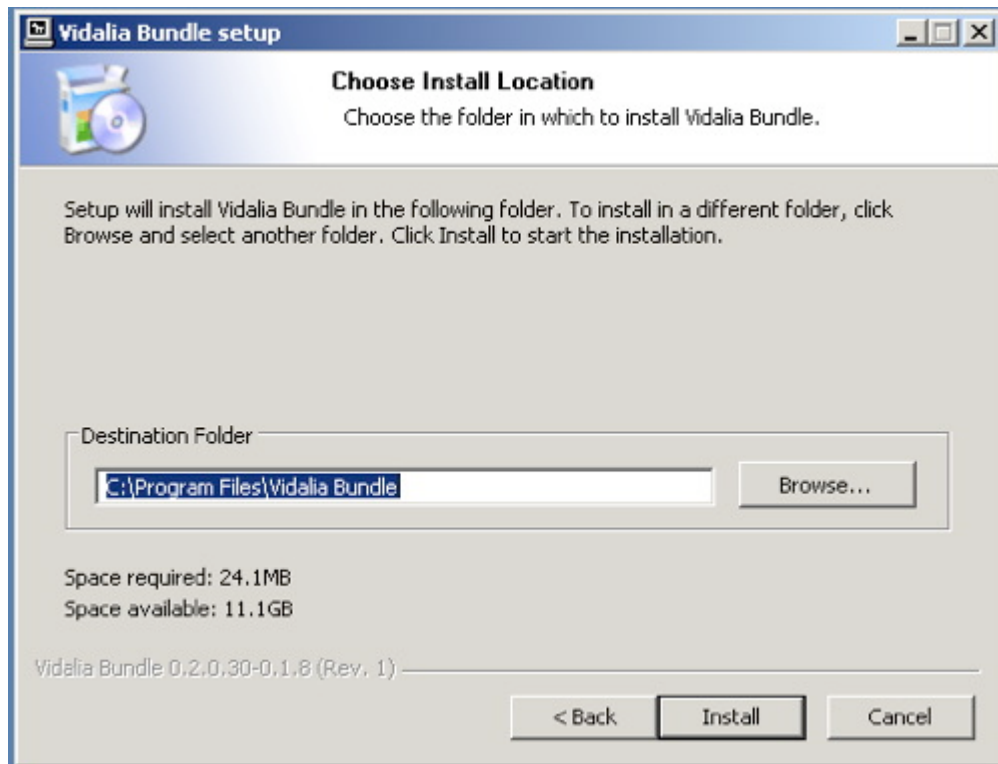 Vidalia Bundle setup
Choose Install Location
Choose the folder in which to install Vidalia Bundle.
Setup will install Vidalia Bundle in the following folder. To install in a different folder, click
Browse and select another folder. Click Install to start the installation.
Destination Folder
C:\Program Files\Vidalia Bundle
Browse...
Space required: 24.1MB
Space available: 11.1GB
Vidalia Bundle 0.2.0.30-0.1.8 (Rev. 1)
< Back
Install
Cancel